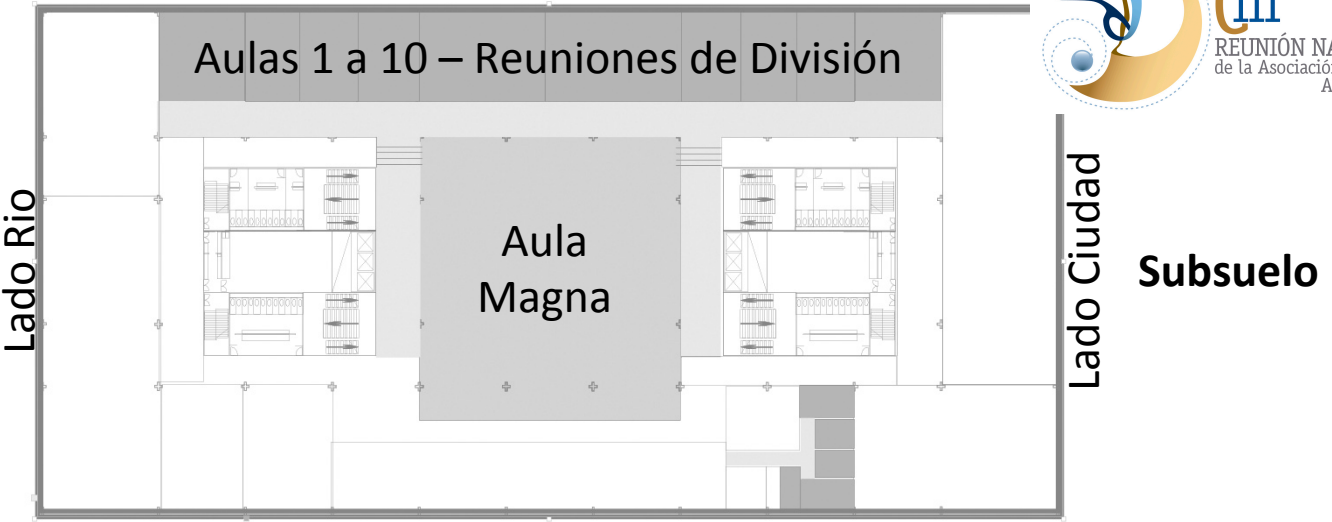 Aulas 1 a 10 – Reuniones de División
REUNIÓN NA
de la Asociación
A
Lado Rio
Aula
Magna
Lado Ciudad
Subsuelo